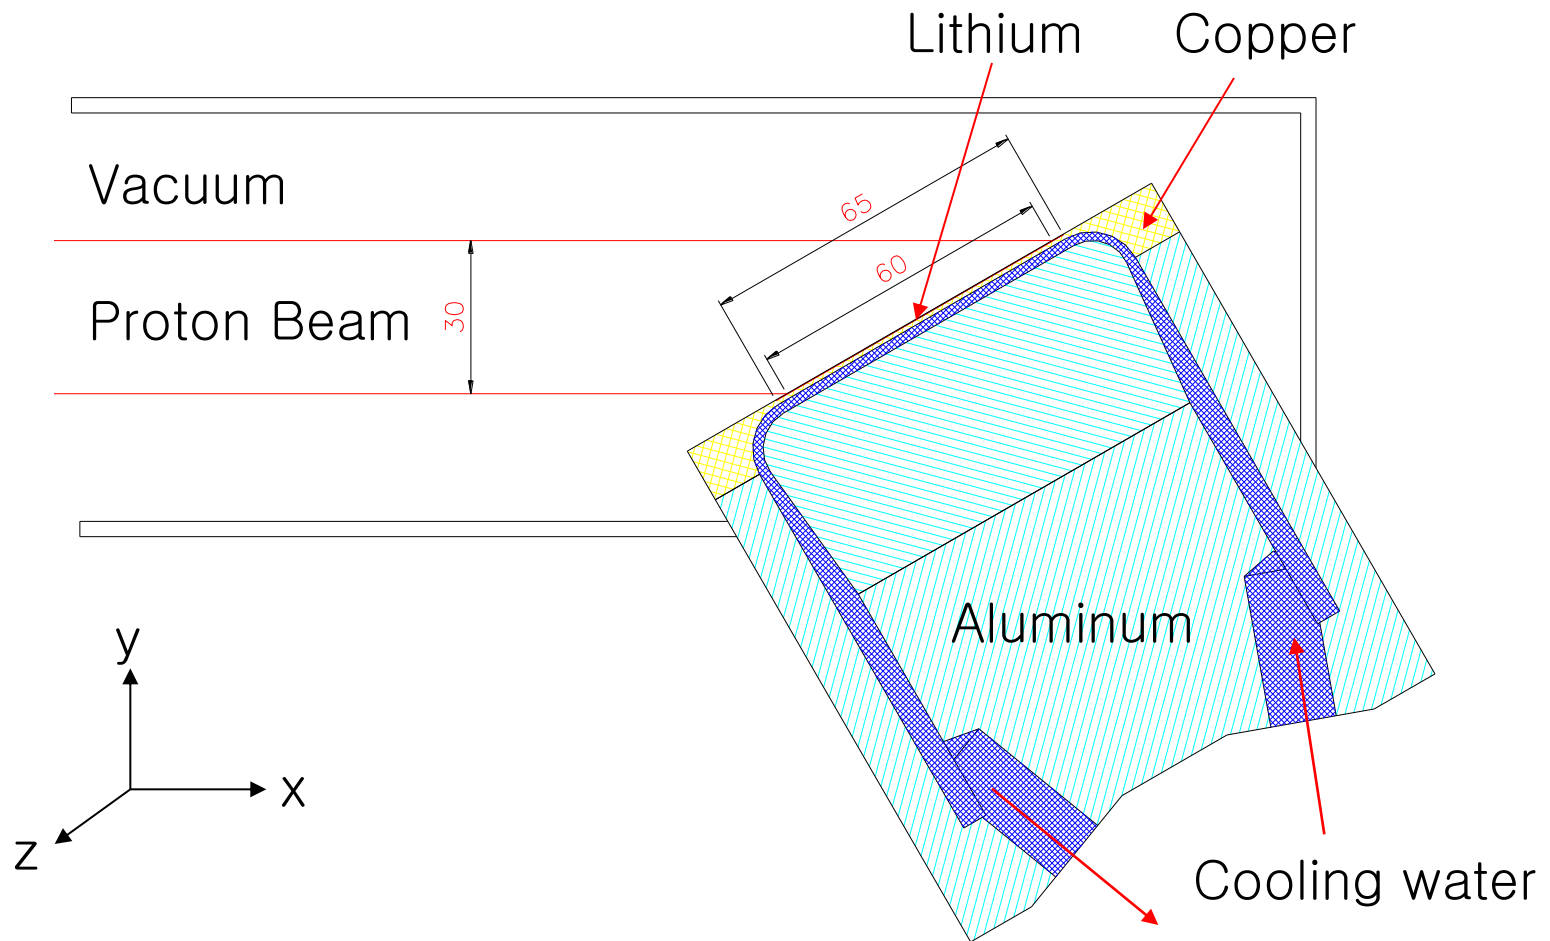 Lithium
Copper
Vacuum
65
60
Proton Beam
30
Aluminum
y
x
z
Cooling water